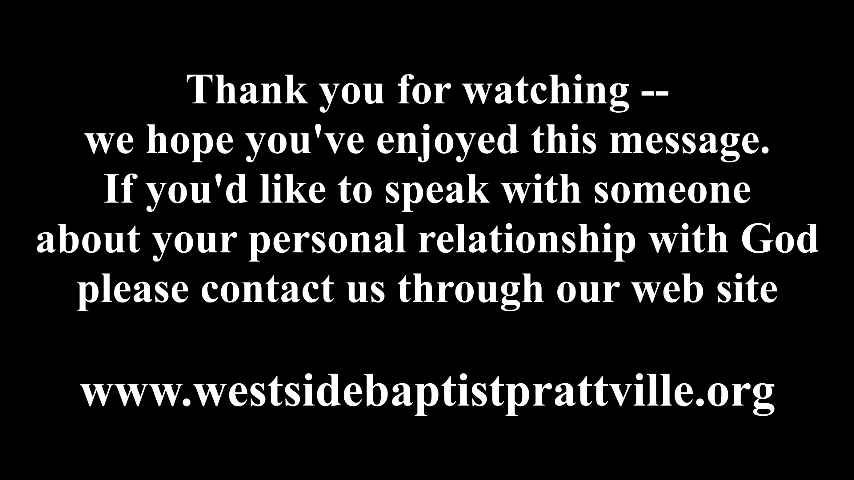 Thank you for watching --
we hope you've enjoyed this message.
If you'd like to speak with someone
about your personal relationship with God
please contact us through our web site
www.westsidebaptistprattville.org